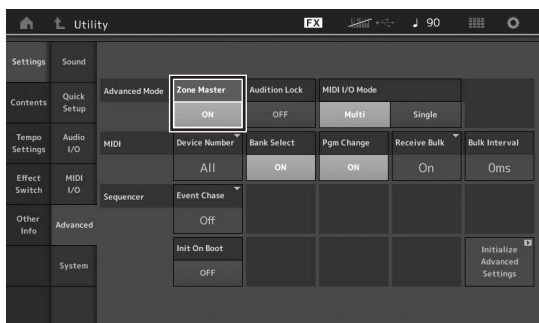 Utility FX 90
Settings
Sound
Contents
Quick
Setup
Tempo
Settings
Audio
I/O
Effect
Switch
MIDI
I/O
Other
Info
Advanced
System
Advanced Mode
Zone Master
ON
Audition Lock
OFF
MIDI I/O Mode
Multi
Single
MIDI
Device Number
All
Bank Select
ON
Pgm Change
ON
Receive Bulk
On
Bulk Interval
0ms
Sequencer
Event Chase
Off
Init On Boot
OFF
Initialize
Advanced
Settings